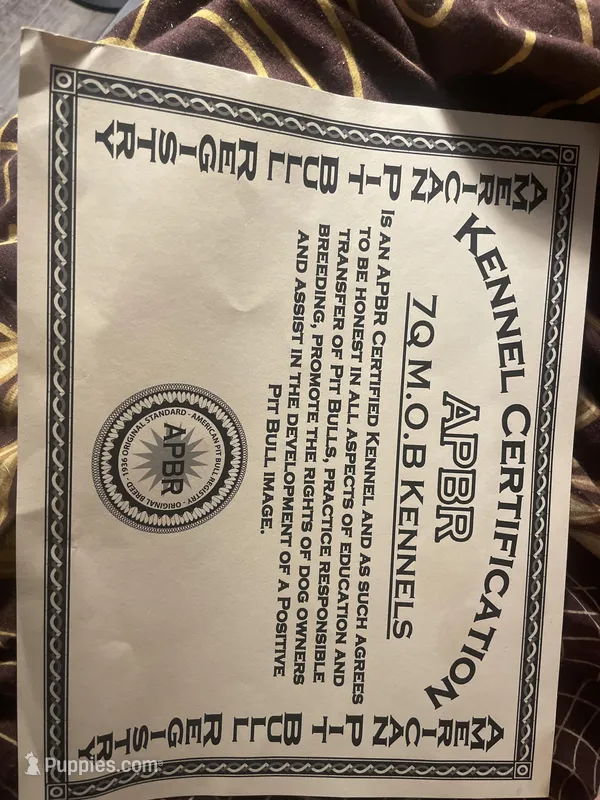 AMERICAN PIT BULL REGISTRY
KENNEL CERTIFICATION
APBR
7Q M.O.B KENNELS
IS AN APBR CERTIFIED KENNEL AND AS SUCH AGREES
TO BE HONEST IN ALL ASPECTS OF EDUCATION AND
TRANSFER OF PIT BULLS, PRACTICE RESPONSIBLE
BREEDING, PROMOTE THE RIGHTS OF DOG OWNERS
AND ASSIST IN THE DEVELOPMENT OF A POSITIVE
PIT BULL IMAGE.
AMERICAN PIT BULL REGISTRY
1936 ORIGINAL STANDARD - AMERICAN PIT BULL REGISTRY - ORIGINAL BREED -
APBR
Puppies.com